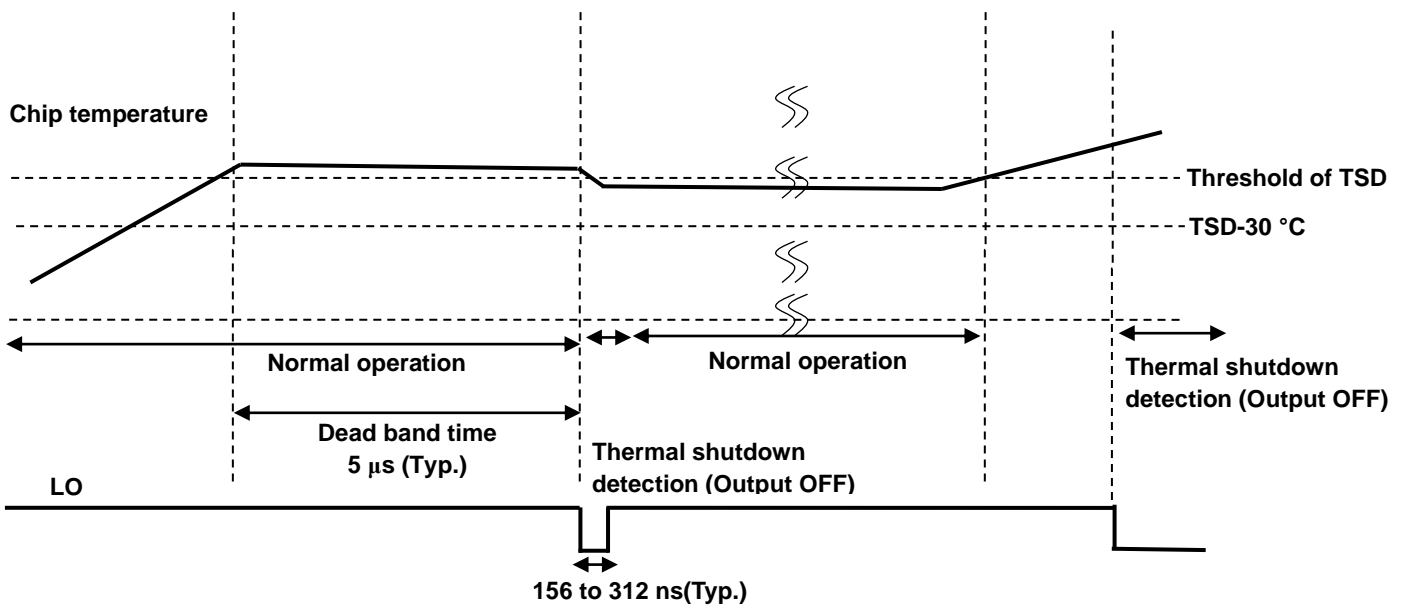 Chip temperature
Threshold of TSD
TSD-30 °C
Normal operation
Normal operation
Thermal shutdown
detection (Output OFF)
Dead band time
5 μs (Typ.)
Thermal shutdown
detection (Output OFF)
LO
156 to 312 ns(Typ.)